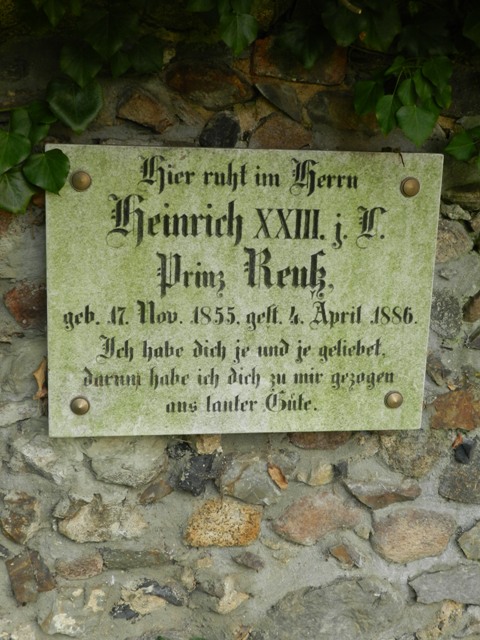 Hier ruht im Herrn
Heinrich XXIII. j. L.
Prinz Reuß,
geb. 17. Nov. 1855, gest. 4. April 1886.
Ich habe dich je und je geliebet,
darum habe ich dich zu mir gezogen
aus lauter Güte.